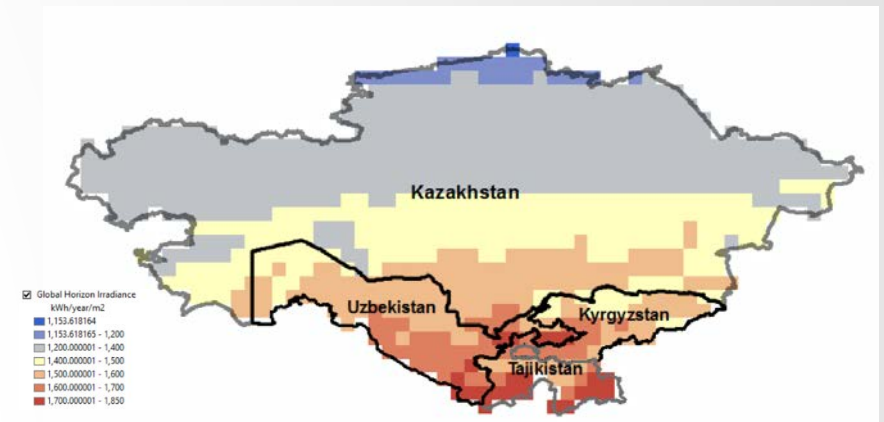 Kazakhstan
Uzbekistan
Kyrgyzstan
Tajikistan
Global Horizon Irradiance
kWh/year/m2
1,153.618164
1,153.618165 - 1,200
1,200.000001 - 1,400
1,400.000001 - 1,500
1,500.000001 - 1,600
1,600.000001 - 1,700
1,700.000001 - 1,850